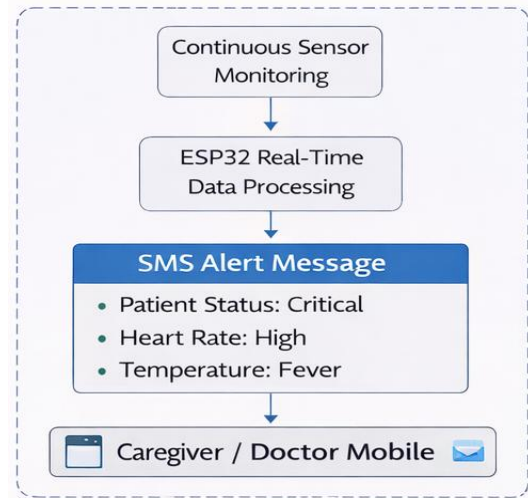 Continuous Sensor
Monitoring
ESP32 Real-Time
Data Processing
SMS Alert Message
• Patient Status: Critical
• Heart Rate: High
• Temperature: Fever
Caregiver / Doctor Mobile